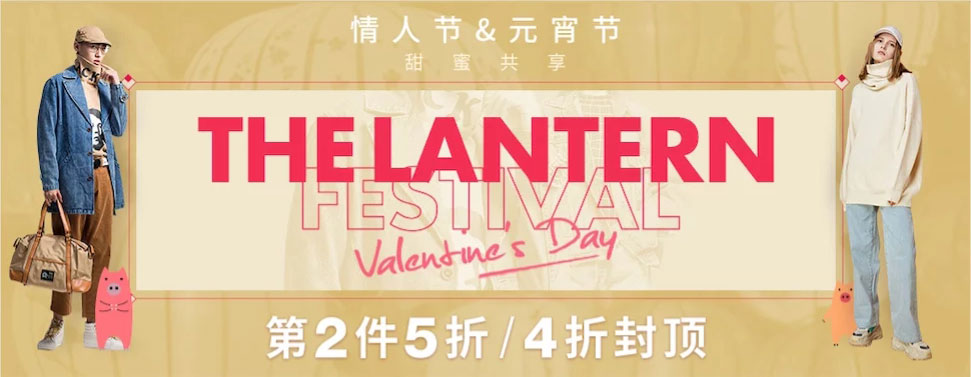 情人节&元宵节
甜蜜共享
THE LANTERN
FESTIVAL
Valentine's Day
第2件5折/4折封顶